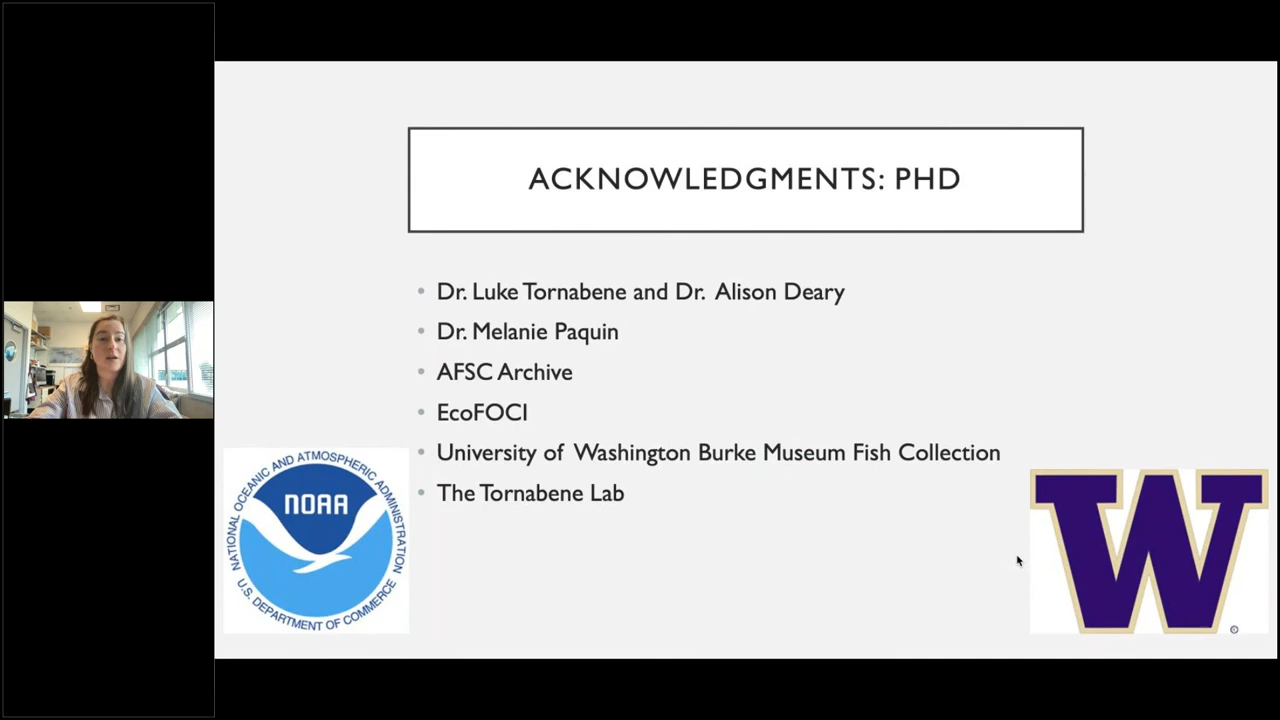 ACKNOWLEDGMENTS: PHD
Dr. Luke Tornabene and Dr. Alison Deary
Dr. Melanie Paquin
AFSC Archive
EcoFOCI
University of Washington Burke Museum Fish Collection
The Tornabene Lab
NATIONAL OCEANIC AND ATMOSPHERIC ADMINISTRATION
NOAA
U.S. DEPARTMENT OF COMMERCE
W
®